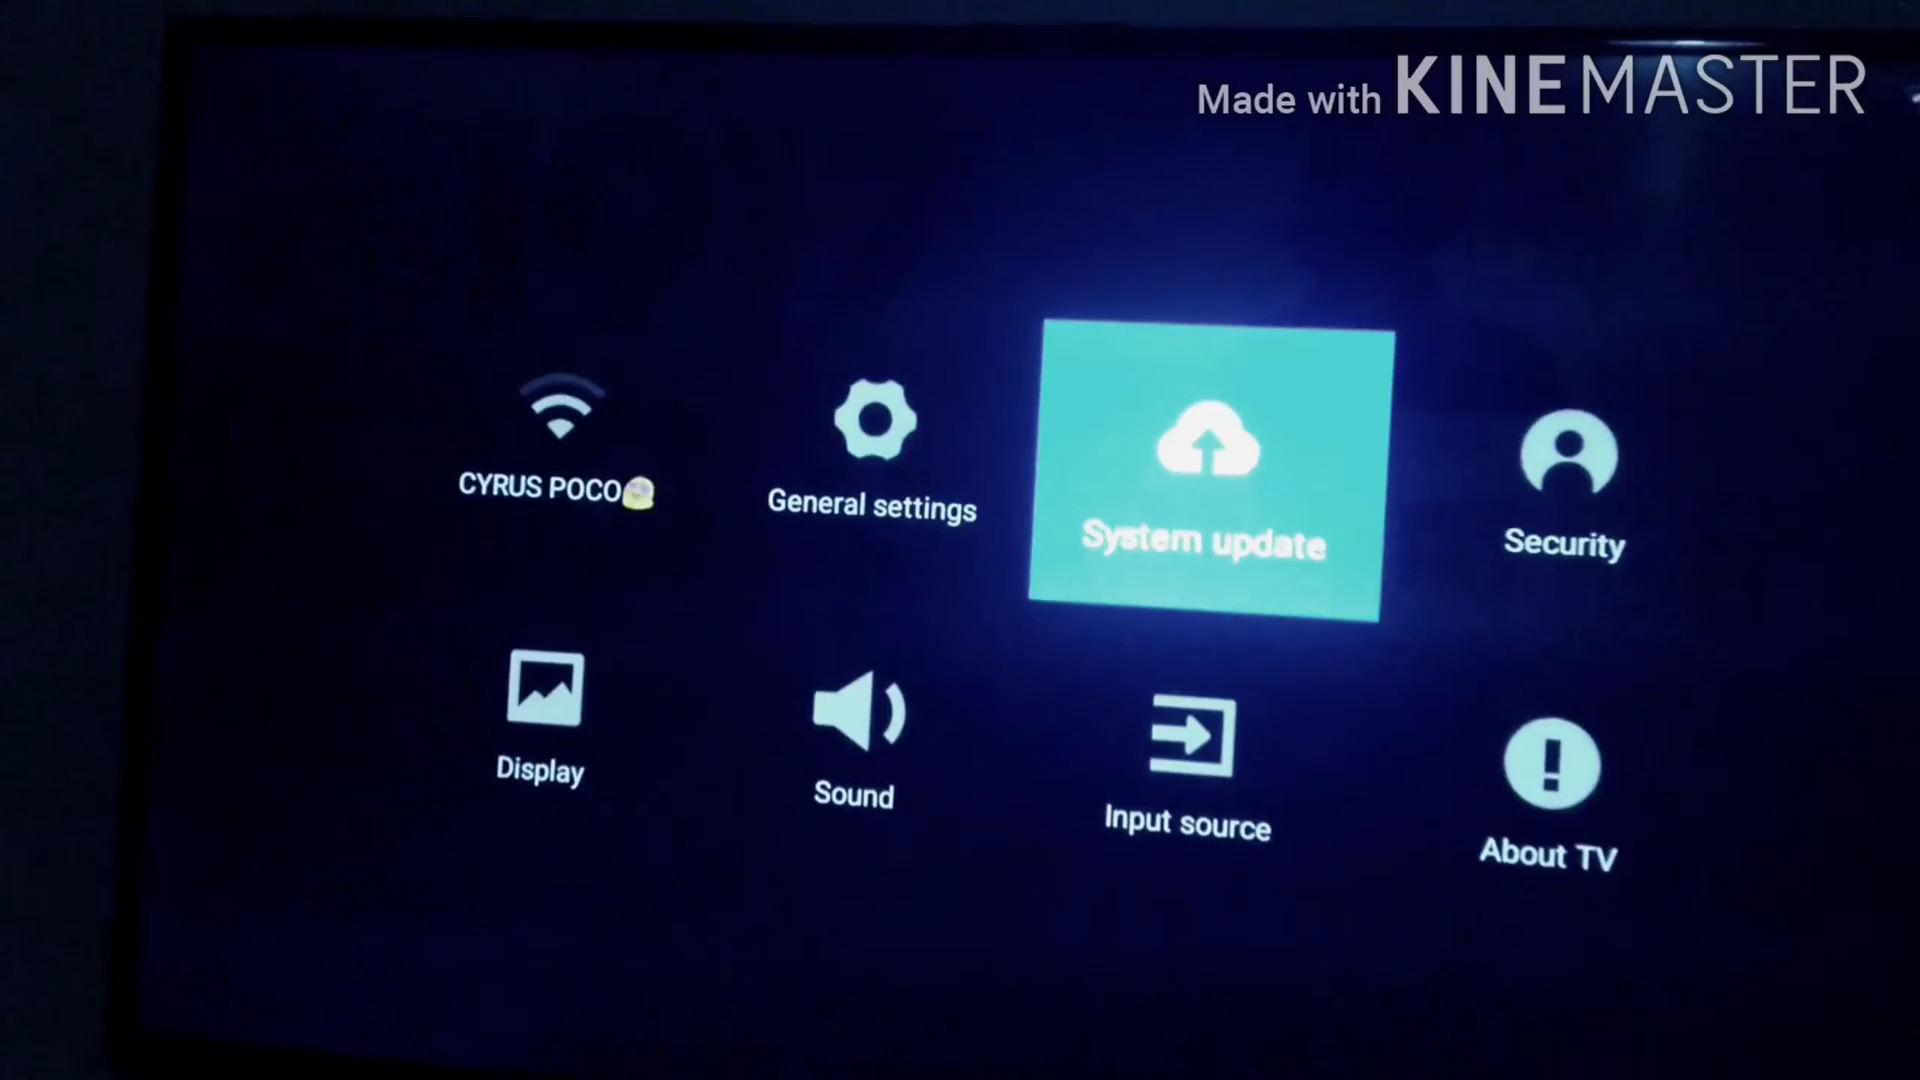 Made with KINEMASTER
CYRUS POCO
General settings
System update
Security
Display
Sound
Input source
About TV